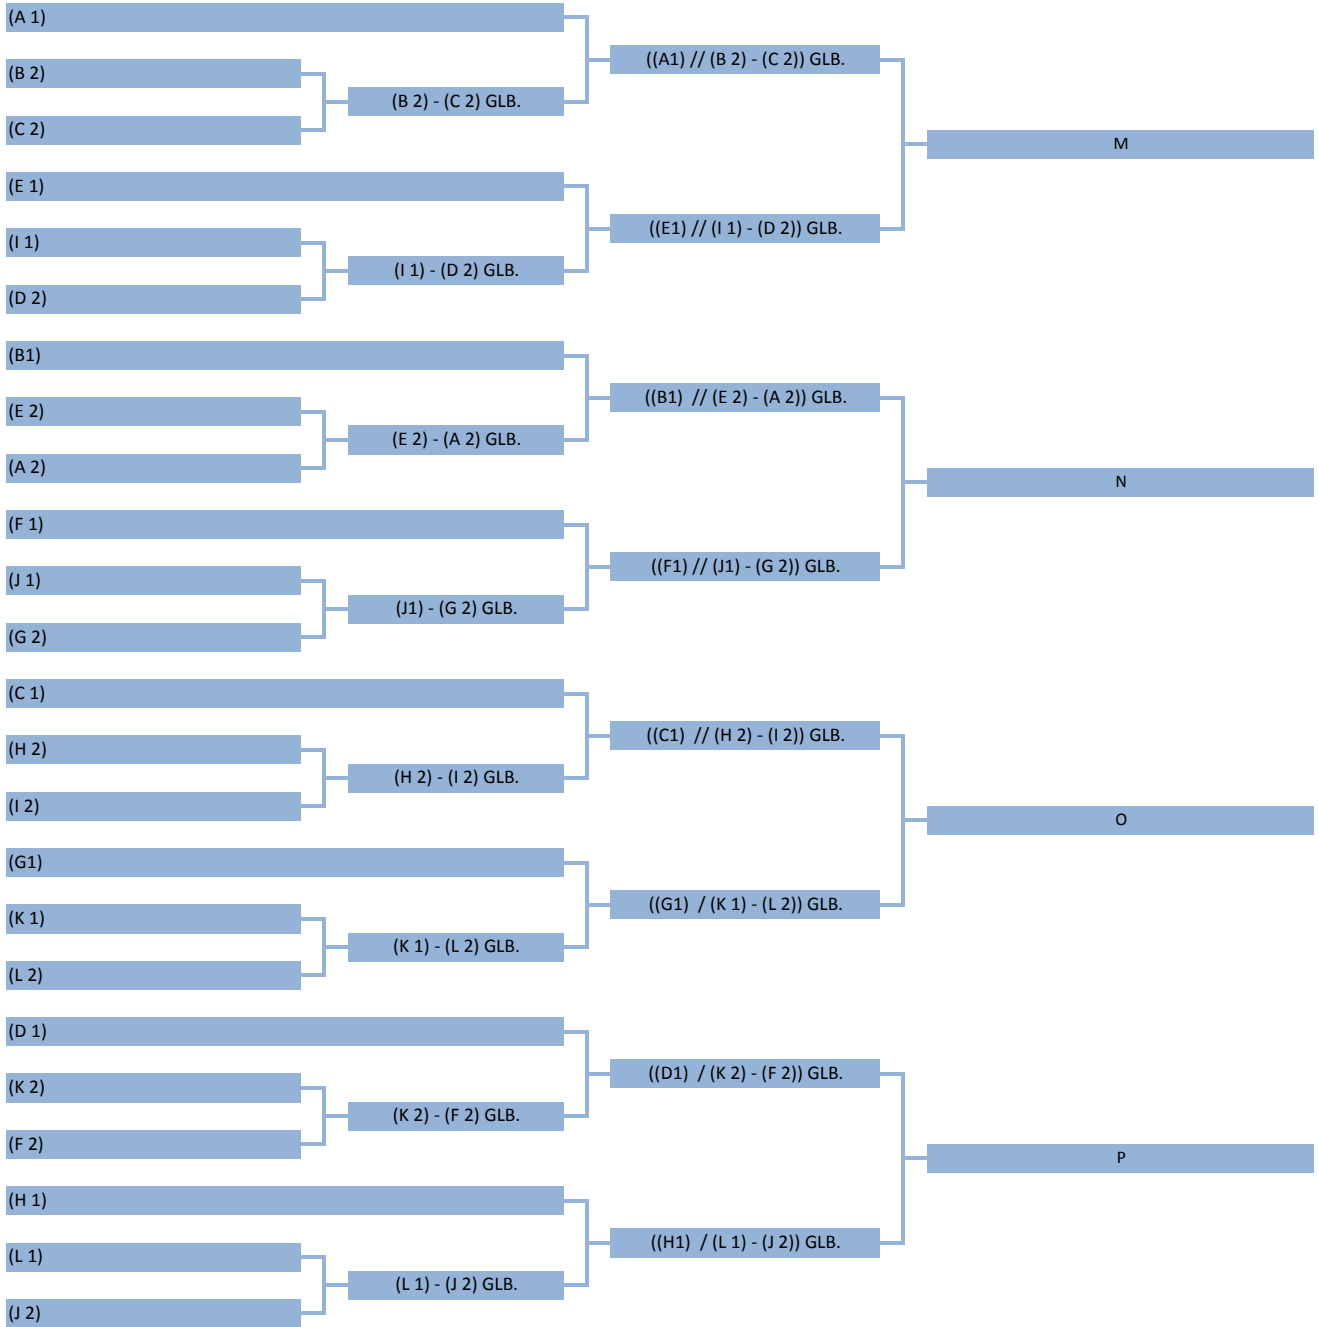 (A 1)
((A1) // (B 2) - (C 2)) GLB.
(B 2)
(B 2) - (C 2) GLB.
(C 2)
M
(E 1)
((E1) // (I 1) - (D 2)) GLB.
(I 1)
(I 1) - (D 2) GLB.
(D 2)
(B1)
((B1)  // (E 2) - (A 2)) GLB.
(E 2)
(E 2) - (A 2) GLB.
(A 2)
N
(F 1)
((F1) // (J1) - (G 2)) GLB.
(J 1)
(J1) - (G 2) GLB.
(G 2)
(C 1)
((C1)  // (H 2) - (I 2)) GLB.
(H 2)
(H 2) - (I 2) GLB.
(I 2)
O
(G1)
((G1)  / (K 1) - (L 2)) GLB.
(K 1)
(K 1) - (L 2) GLB.
(L 2)
(D 1)
((D1)  / (K 2) - (F 2)) GLB.
(K 2)
(K 2) - (F 2) GLB.
(F 2)
P
(H 1)
((H1)  / (L 1) - (J 2)) GLB.
(L 1)
(L 1) - (J 2) GLB.
(J 2)